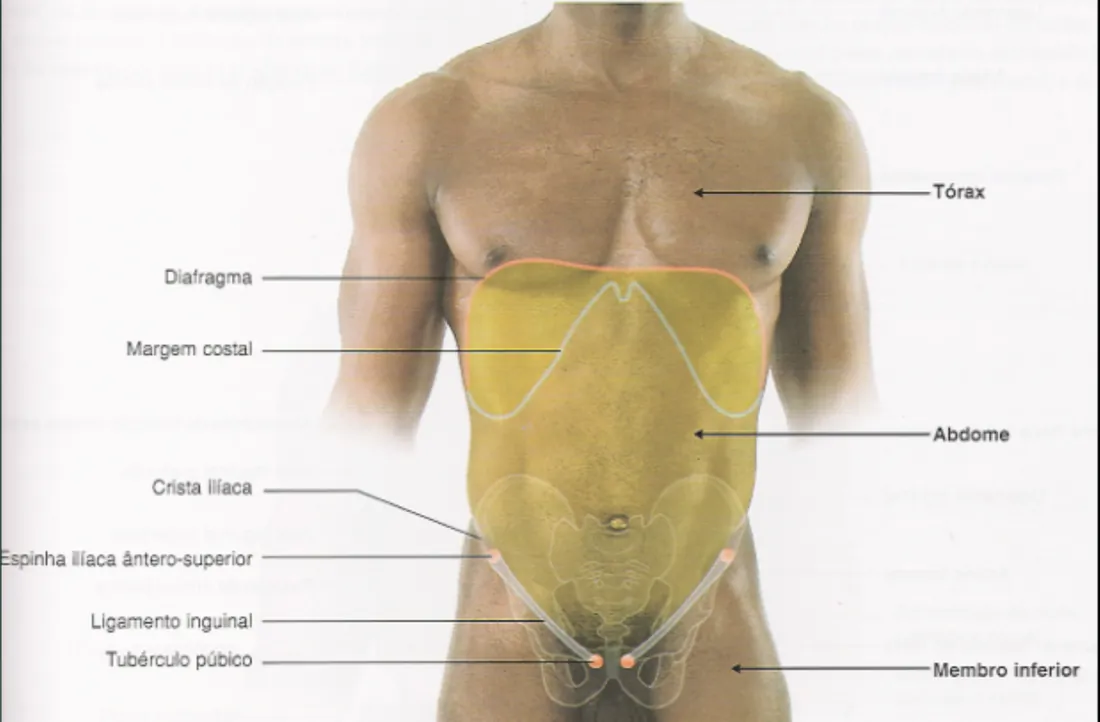 Tórax
Diafragma
Margem costal
Abdome
Crista ilíaca
Espinha ilíaca ântero-superior
Ligamento inguinal
Tubérculo púbico
Membro inferior